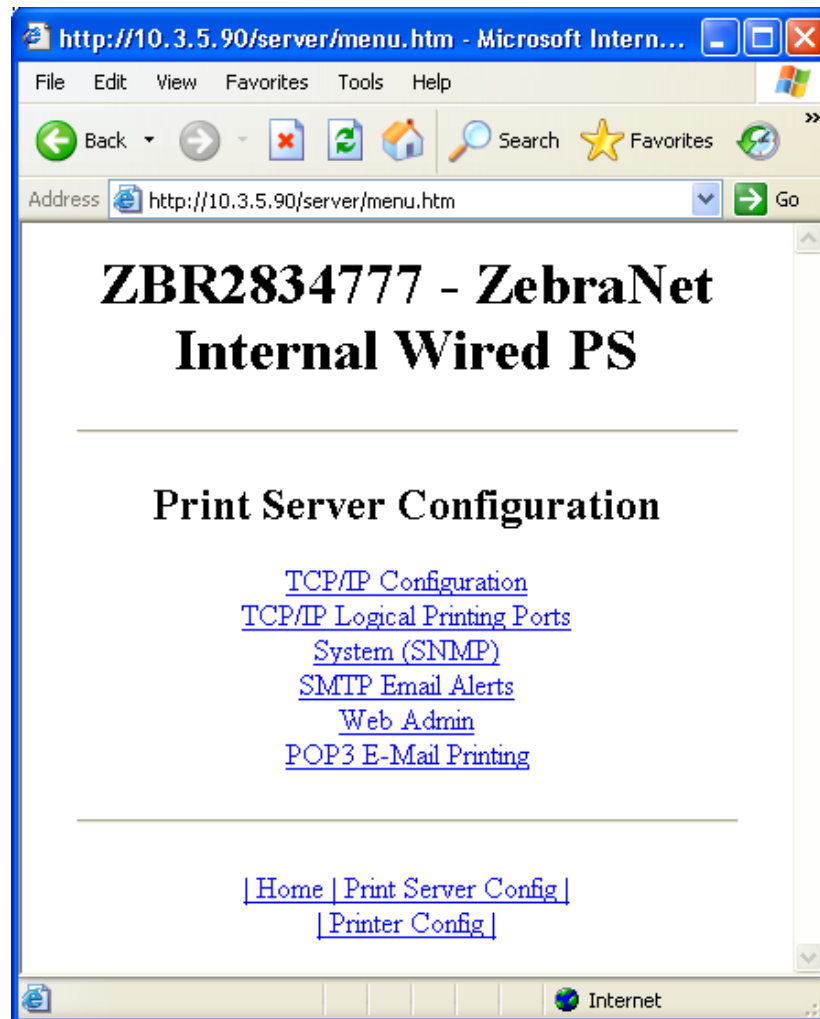 http://10.3.5.90/server/menu.htm - Microsoft Intern...
File Edit View Favorites Tools Help
Back Search Favorites »
Address http://10.3.5.90/server/menu.htm Go
ZBR2834777 - ZebraNet
Internal Wired PS
Print Server Configuration
TCP/IP Configuration
TCP/IP Logical Printing Ports
System (SNMP)
SMTP Email Alerts
Web Admin
POP3 E-Mail Printing
| Home | Print Server Config |
| Printer Config |
Internet